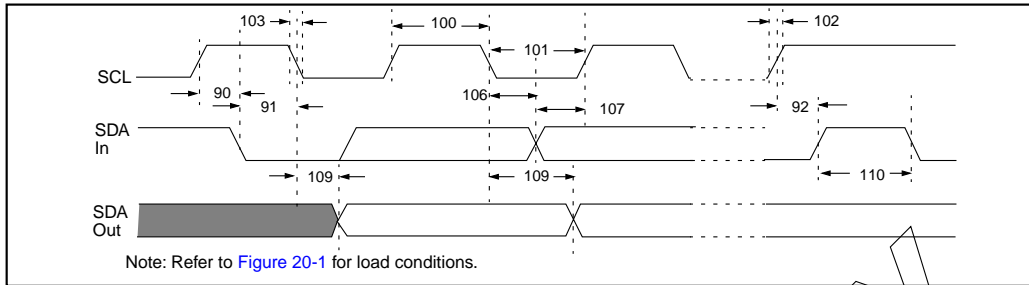 103
100
102
101
SCL
106
107
90
91
92
SDA
In
109
109
110
SDA
Out
Note: Refer to Figure 20-1 for load conditions.